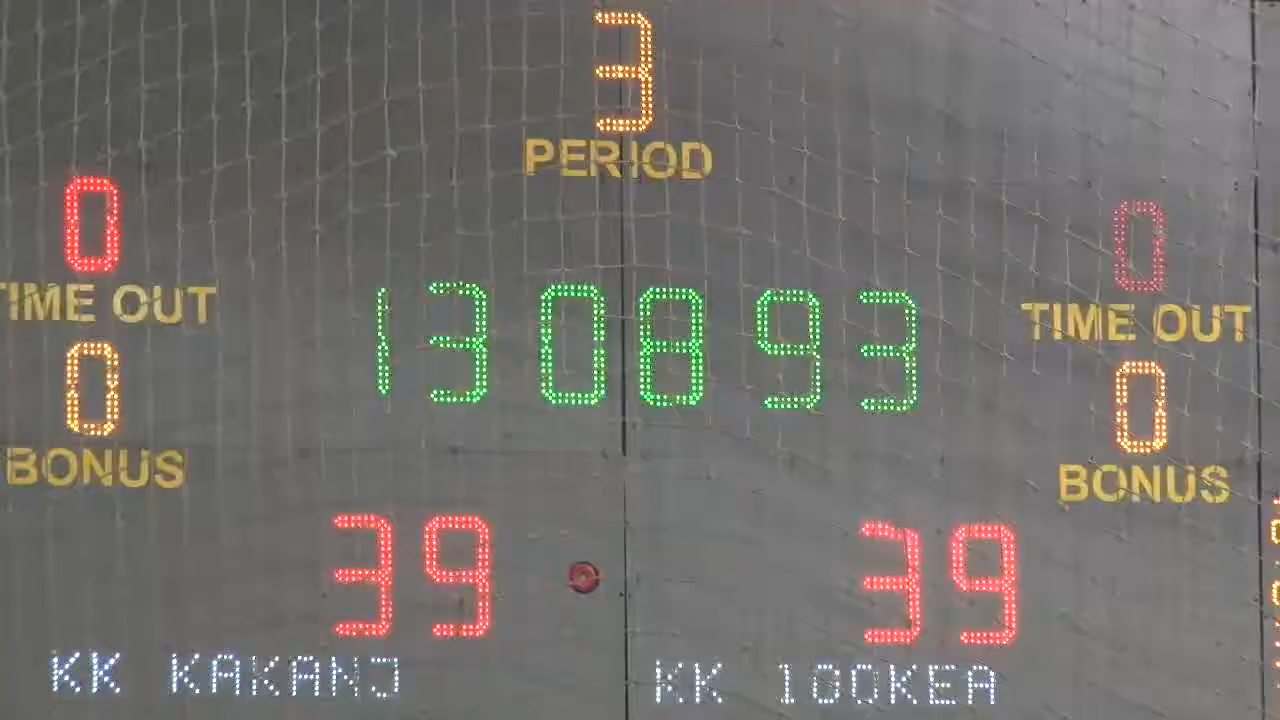 3
PERIOD
0
0
TIME OUT
TIME OUT
130893
0
0
BONUS
BONUS
39
39
KK KAKANJ
KK 100KEA